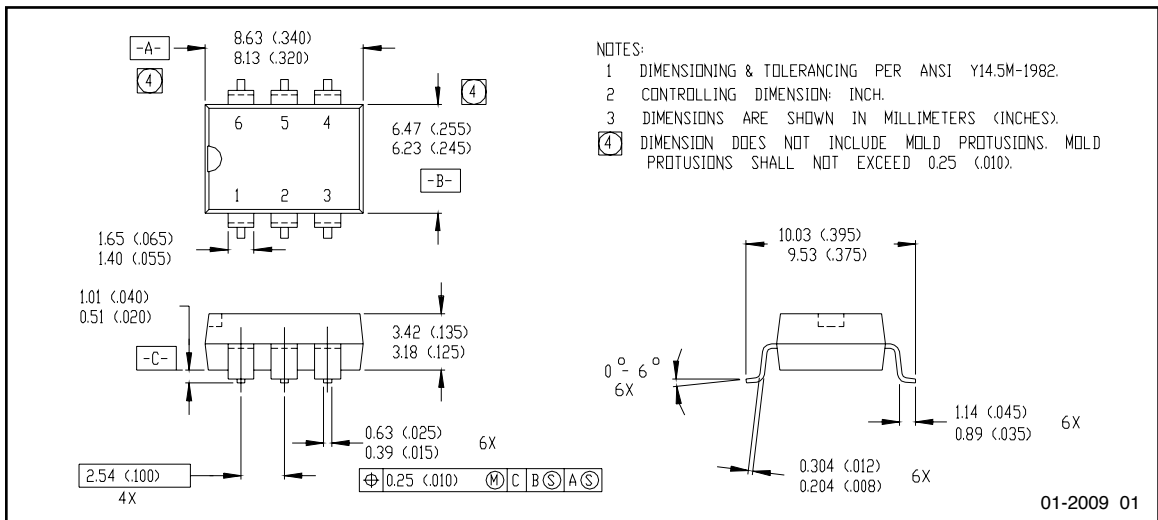 -A-
8.63 (.340)
8.13 (.320)
4
4
6 5 4
1 2 3
6.47 (.255)
6.23 (.245)
-B-
1.65 (.065)
1.40 (.055)
NOTES:
1 DIMENSIONING & TOLERANCING PER ANSI Y14.5M-1982.
2 CONTROLLING DIMENSION: INCH.
3 DIMENSIONS ARE SHOWN IN MILLIMETERS (INCHES).
4 DIMENSION DOES NOT INCLUDE MOLD PROTUSIONS. MOLD
PROTUSIONS SHALL NOT EXCEED 0.25 (.010).
1.01 (.040)
0.51 (.020)
-C-
3.42 (.135)
3.18 (.125)
0.63 (.025)
0.39 (.015)
6X
2.54 (.100)
4X
⌖ 0.25 (.010) Ⓜ C B Ⓢ A Ⓢ
10.03 (.395)
9.53 (.375)
0° - 6°
6X
1.14 (.045)
0.89 (.035)
6X
0.304 (.012)
0.204 (.008)
6X
01-2009 01